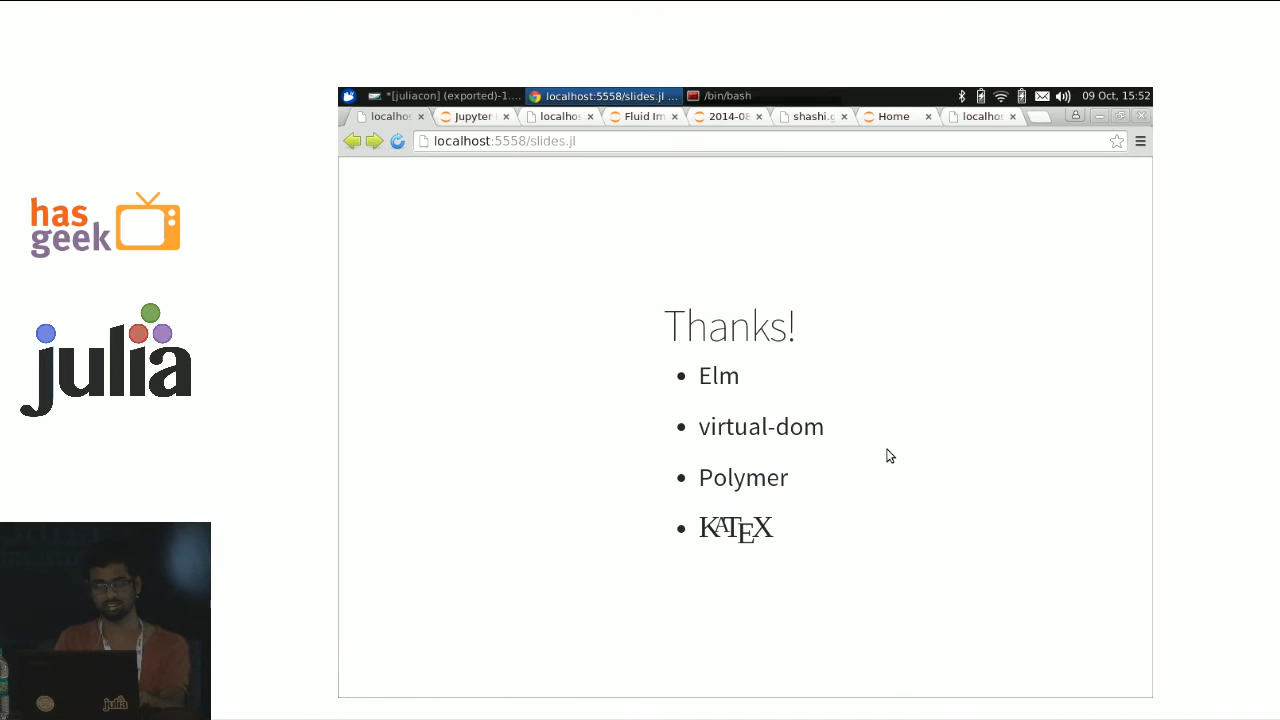 *[juliacon] (exported)-1....
localhost:5558/slides.jl ...
/bin/bash
09 Oct, 15:52
localho
Jupyter
localhos
Fluid Im
2014-08
shashi.g
Home
localhos
localhost:5558/slides.jl
has
geek
julia
Thanks!
• Elm
• virtual-dom
• Polymer
• KATEX
julia